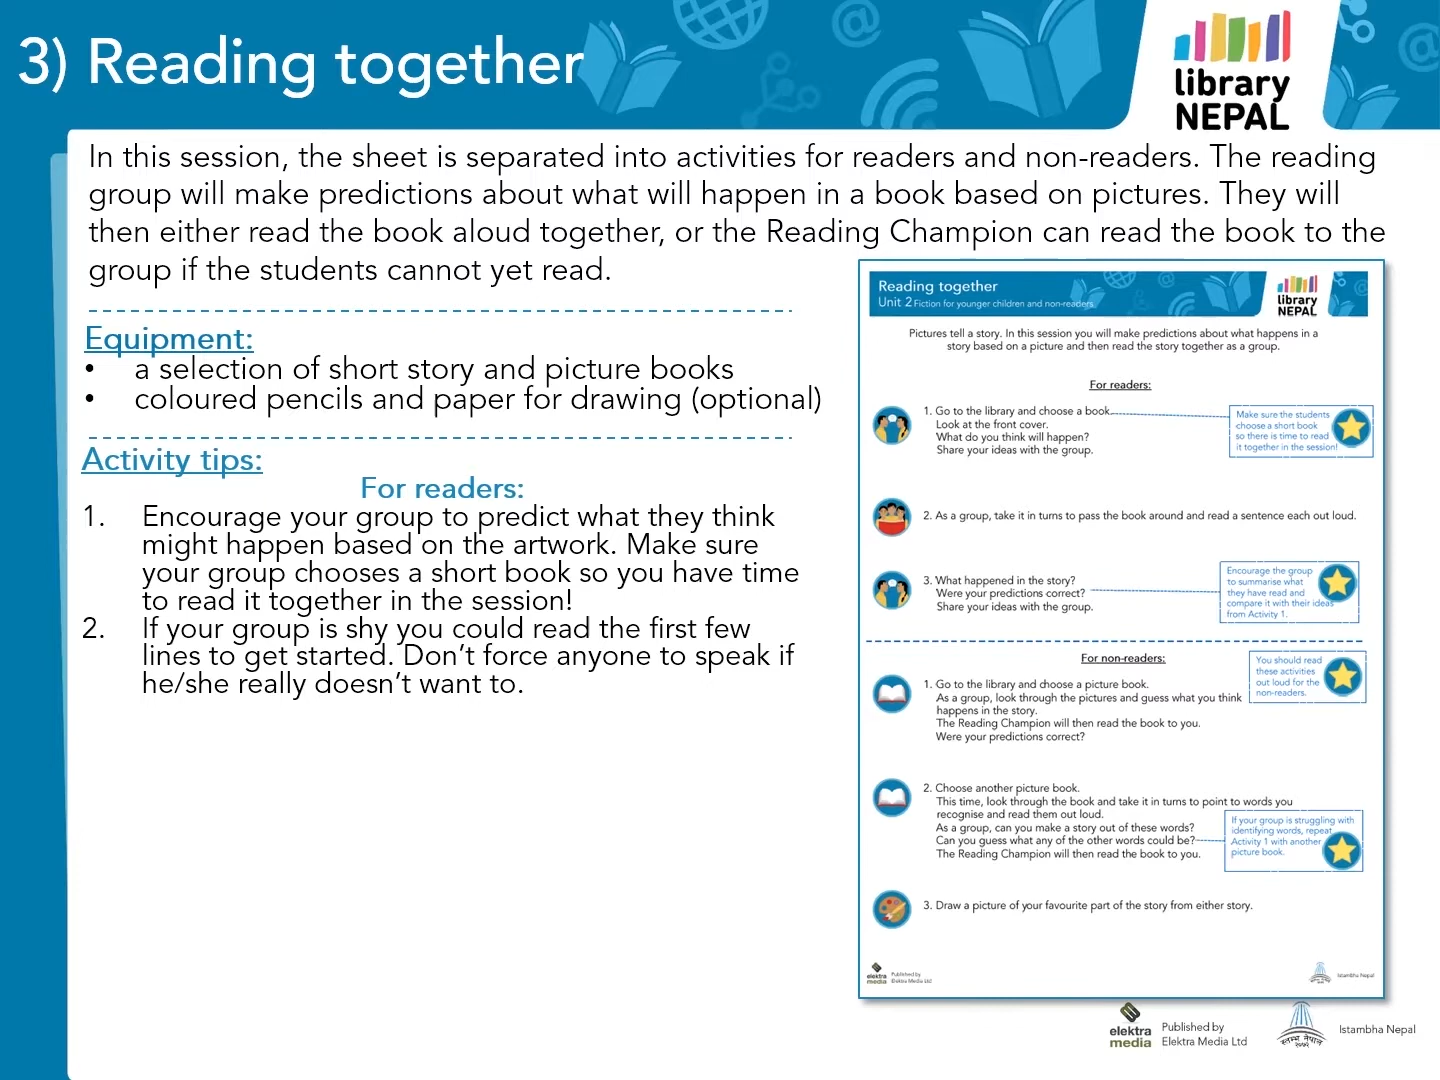 3) Reading together
library
NEPAL
In this session, the sheet is separated into activities for readers and non-readers. The reading
group will make predictions about what will happen in a book based on pictures. They will
then either read the book aloud together, or the Reading Champion can read the book to the
group if the students cannot yet read.
Equipment:
• a selection of short story and picture books
• coloured pencils and paper for drawing (optional)
Activity tips:
For readers:
1. Encourage your group to predict what they think
might happen based on the artwork. Make sure
your group chooses a short book so you have time
to read it together in the session!
2. If your group is shy you could read the first few
lines to get started. Don’t force anyone to speak if
he/she really doesn’t want to.
Reading together
Unit 2 Fiction for younger children and non-readers
library
NEPAL
Pictures tell a story. In this session you will make predictions about what happens in a
story based on a picture and then read the story together as a group.
For readers:
1. Go to the library and choose a book.
Look at the front cover.
What do you think will happen?
Share your ideas with the group.
Make sure the students
choose a short book
so there is time to read
it together in the session!
2. As a group, take it in turns to pass the book around and read a sentence each out loud.
3. What happened in the story?
Were your predictions correct?
Share your ideas with the group.
Encourage the group
to summarise what
they have read and
compare it with their ideas
from Activity 1.
For non-readers:
You should read
these activities
out loud for the
non-readers.
1. Go to the library and choose a picture book.
As a group, look through the pictures and guess what you think
happens in the story.
The Reading Champion will then read the book to you.
Were your predictions correct?
2. Choose another picture book.
This time, look through the book and take it in turns to point to words you
recognise and read them out loud.
As a group, can you make a story out of these words?
Can you guess what any of the other words could be?
The Reading Champion will then read the book to you.
If your group is struggling with
identifying words, repeat
Activity 1 with another
picture book.
3. Draw a picture of your favourite part of the story from either story.
elektra
media
Published by
Elektra Media Ltd
Istambha Nepal
elektra
media
Published by
Elektra Media Ltd
स्तम्भ नेपाल
२०७२
Istambha Nepal